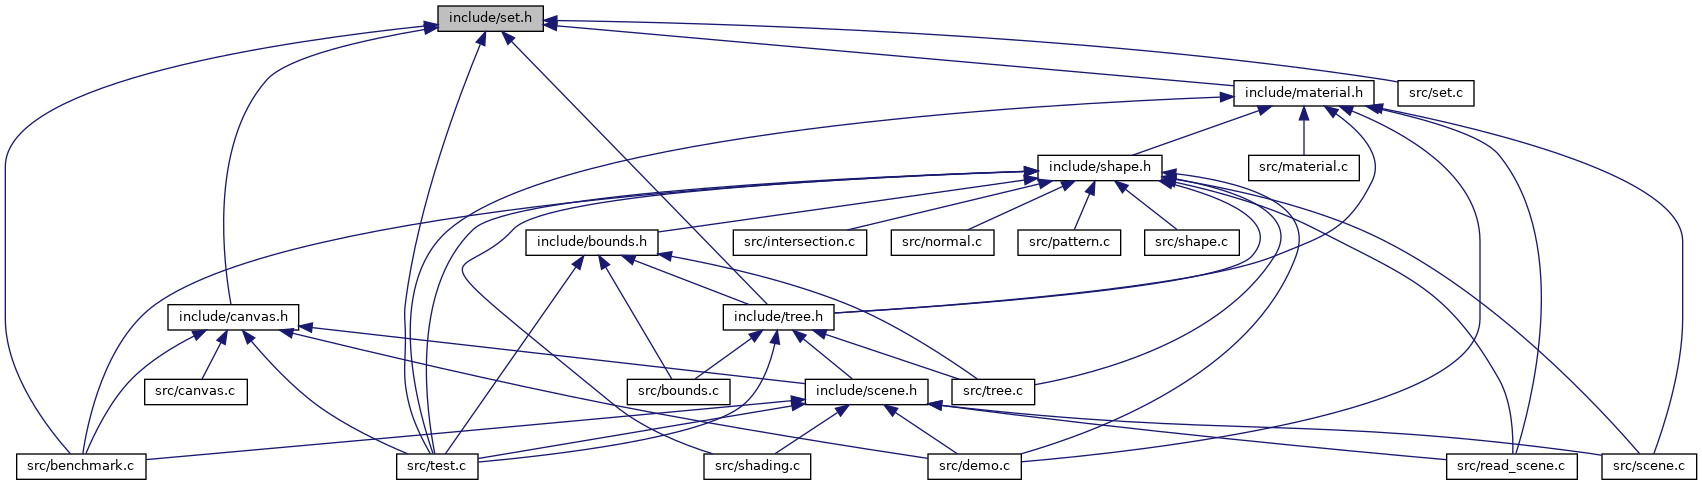 include/set.h
include/material.h
src/set.c
include/shape.h
src/material.c
include/bounds.h
src/intersection.c
src/normal.c
src/pattern.c
src/shape.c
include/canvas.h
include/tree.h
src/canvas.c
src/bounds.c
include/scene.h
src/tree.c
src/benchmark.c
src/test.c
src/shading.c
src/demo.c
src/read_scene.c
src/scene.c